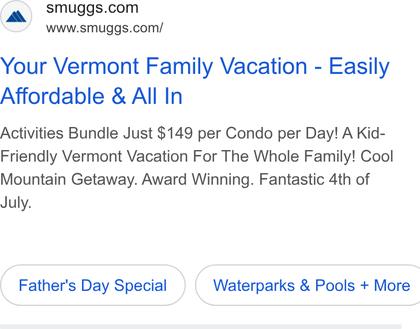 smuggs.com
www.smuggs.com/
Your Vermont Family Vacation - Easily
Affordable & All In
Activities Bundle Just $149 per Condo per Day! A Kid-
Friendly Vermont Vacation For The Whole Family! Cool
Mountain Getaway. Award Winning. Fantastic 4th of
July.
Father's Day Special
Waterparks & Pools + More